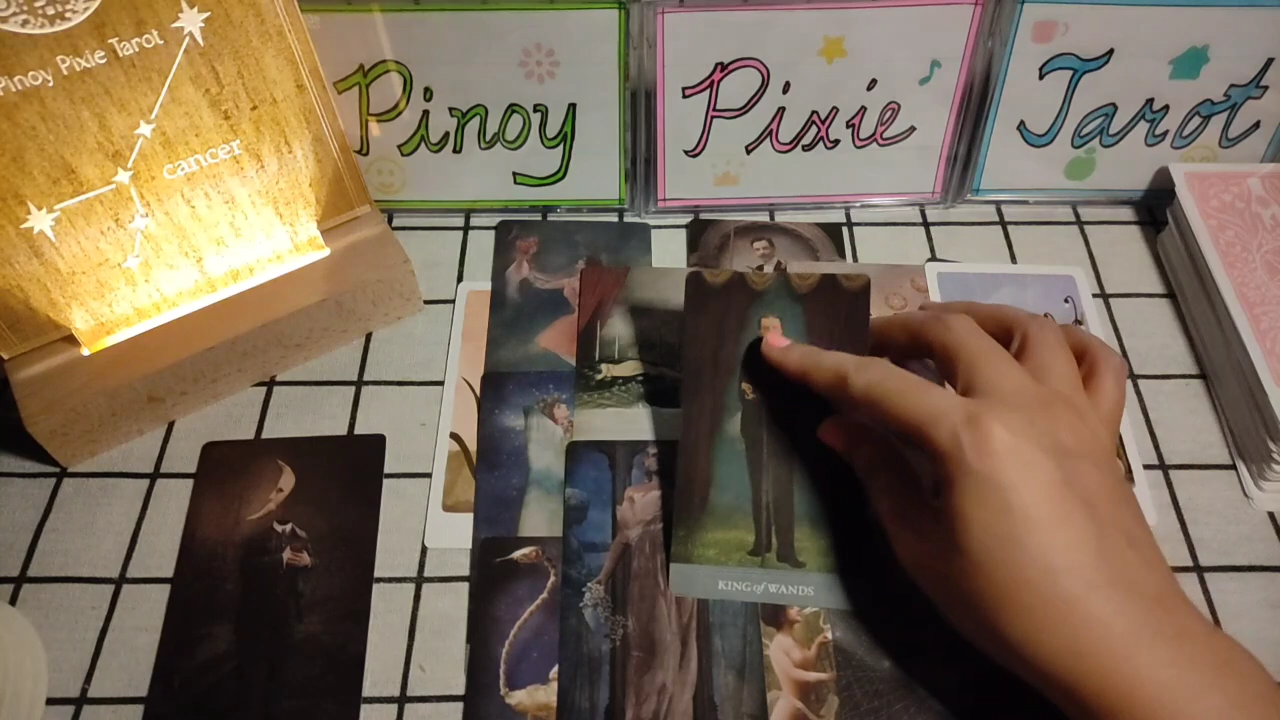 Pinoy Pixie Tarot
cancer
Pinoy
Pixie
Tarot
KING of WANDS